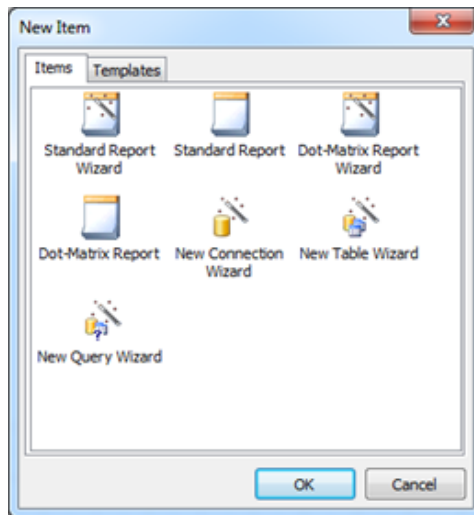 New Item
Items Templates
Standard Report Standard Report Dot-Matrix Report
Wizard Wizard
Dot-Matrix Report New Connection New Table Wizard
Wizard
New Query Wizard
OK Cancel